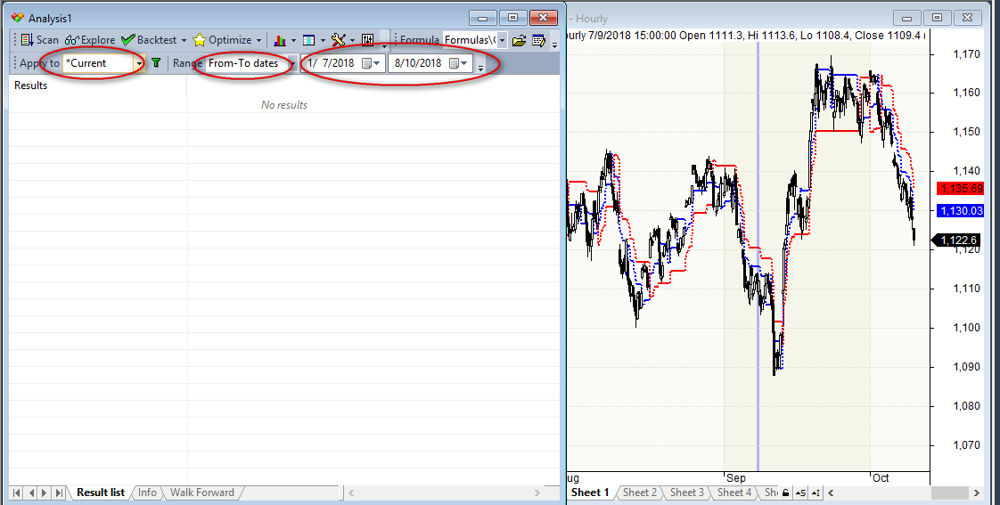 Analysis1
Scan Explore Backtest Optimize Formula Formulas\
Apply to *Current Range From-To dates 1/ 7/2018 8/10/2018
Results
No results
Result list Info Walk Forward
- Hourly
ourly 7/9/2018 15:00:00 Open 1111.3, Hi 1113.6, Lo 1108.4, Close 1109.4 (
1,170
1,160
1,150
1,140
1,135.69
1,130.03
1,122.6
1,120
1,110
1,100
1,090
1,080
1,070
ug Sep Oct
Sheet 1 Sheet 2 Sheet 3 Sheet 4 Sh S I